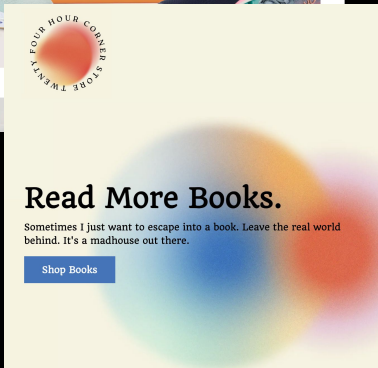 TWENTY FOUR HOUR CORNER STORE
Read More Books.
Sometimes I just want to escape into a book. Leave the real world
behind. It's a madhouse out there.
Shop Books